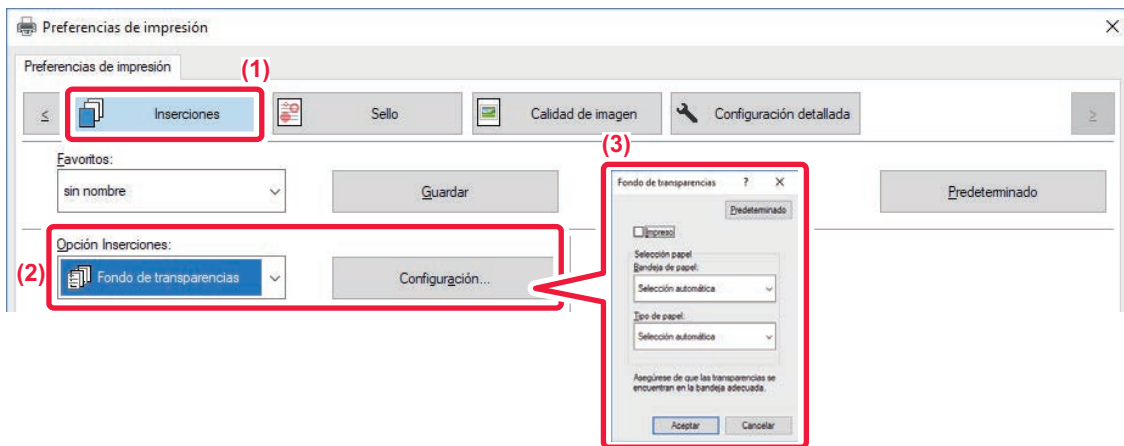 Preferencias de impresión
Preferencias de impresión
(1)
≤ Inserciones Sello Calidad de imagen Configuración detallada ≥
(3)
Favoritos:
sin nombre Guardar Predeterminado
(2)
Opción Inserciones:
Fondo de transparencias Configuración...
Fondo de transparencias ? X
Predeterminado
Impreso
Selección papel
Bandeja de papel:
Selección automática
Tipo de papel:
Selección automática
Asegúrese de que las transparencias se
encuentran en la bandeja adecuada.
Aceptar Cancelar